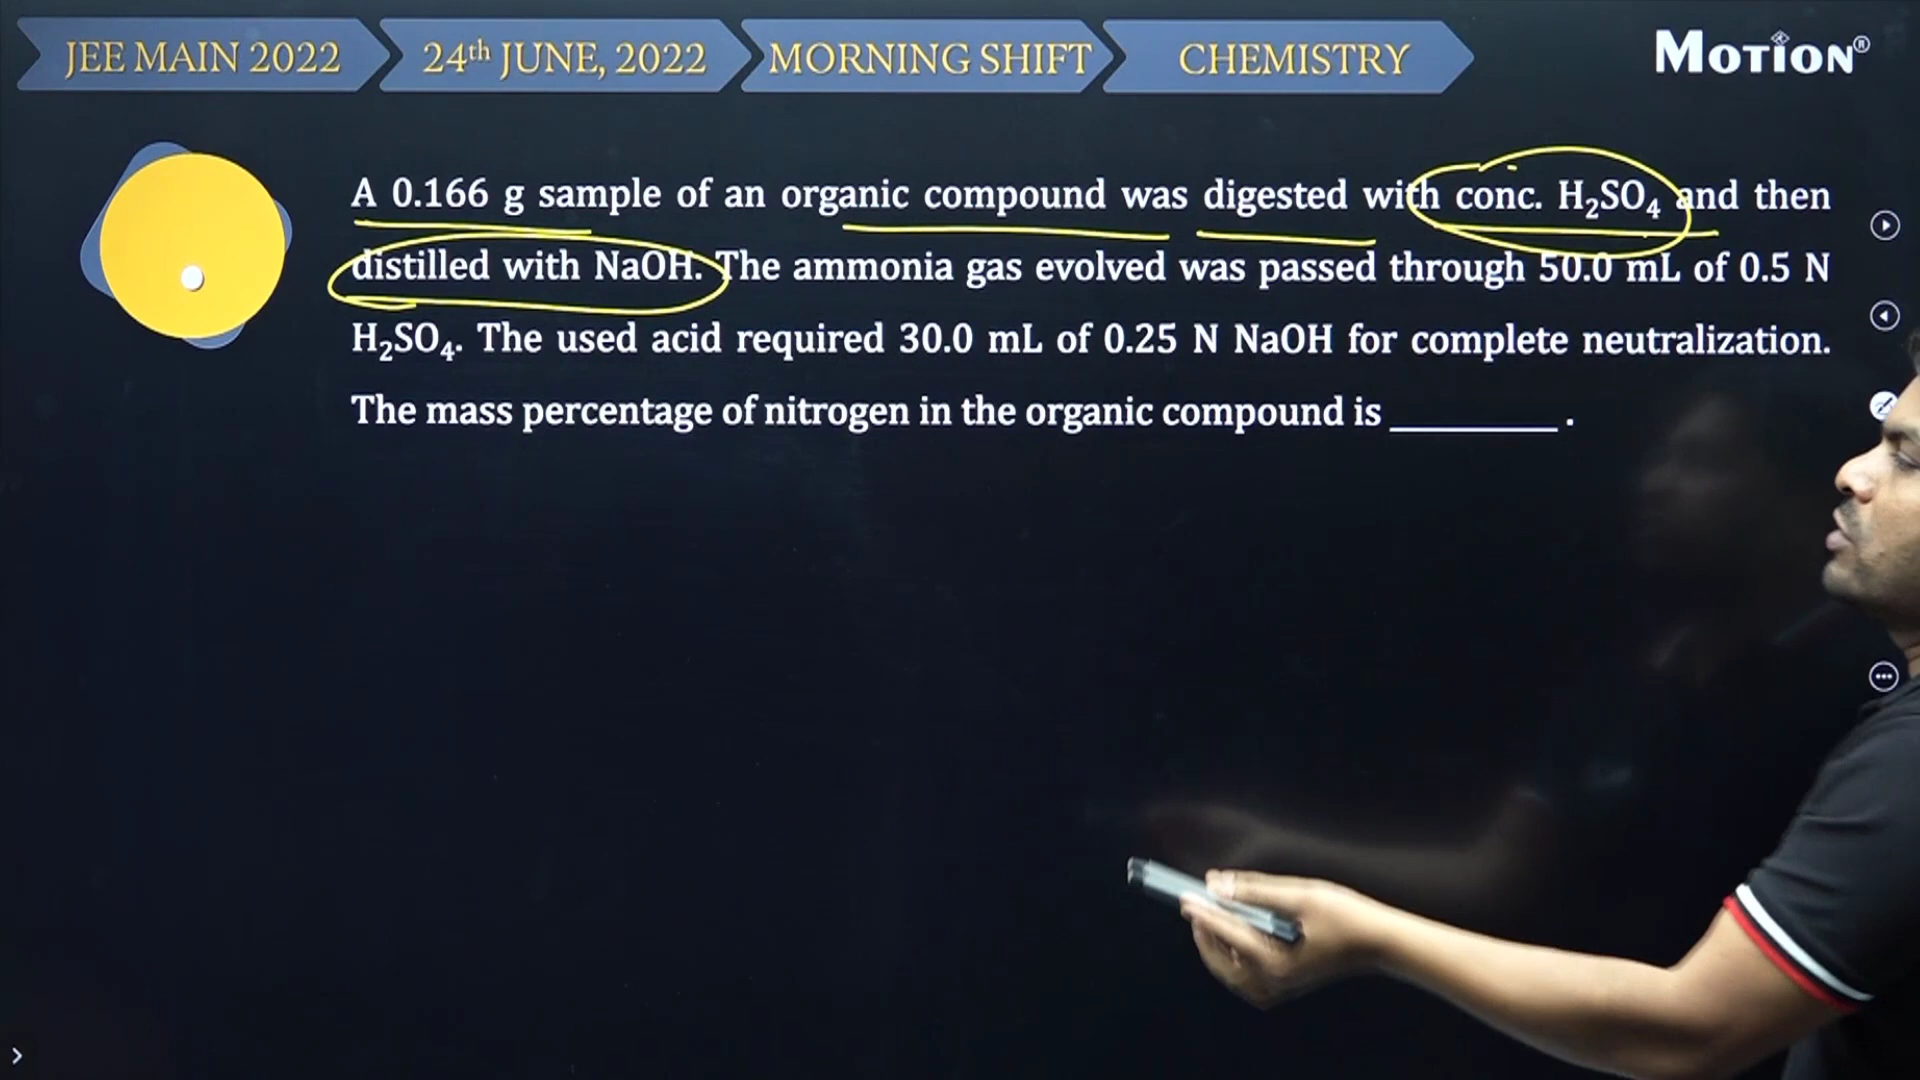 JEE MAIN 2022 24th JUNE, 2022 MORNING SHIFT CHEMISTRY MOTION®
A 0.166 g sample of an organic compound was digested with conc. H₂SO₄ and then
distilled with NaOH. The ammonia gas evolved was passed through 50.0 mL of 0.5 N
H₂SO₄. The used acid required 30.0 mL of 0.25 N NaOH for complete neutralization.
The mass percentage of nitrogen in the organic compound is ________ .